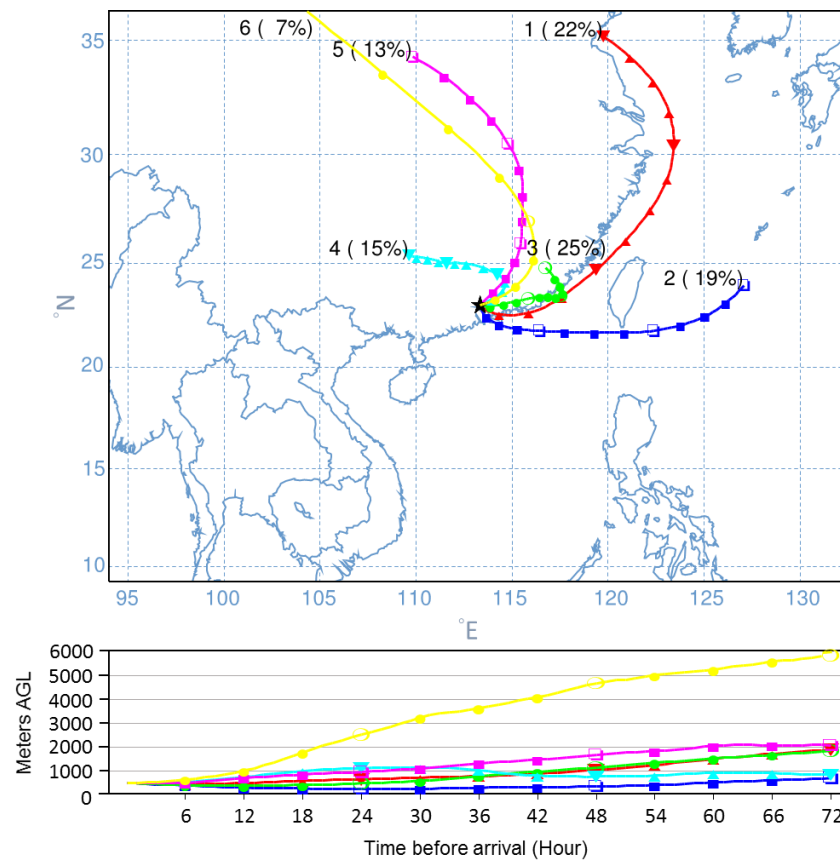 35
30
25
20
15
10
°N
6 ( 7%)
5 ( 13%)
1 ( 22%)
4 ( 15%)
3 ( 25%)
2 ( 19%)
95 100 105 110 115 120 125 130
°E
6000
5000
4000
3000
2000
1000
0
Meters AGL
6 12 18 24 30 36 42 48 54 60 66 72
Time before arrival (Hour)